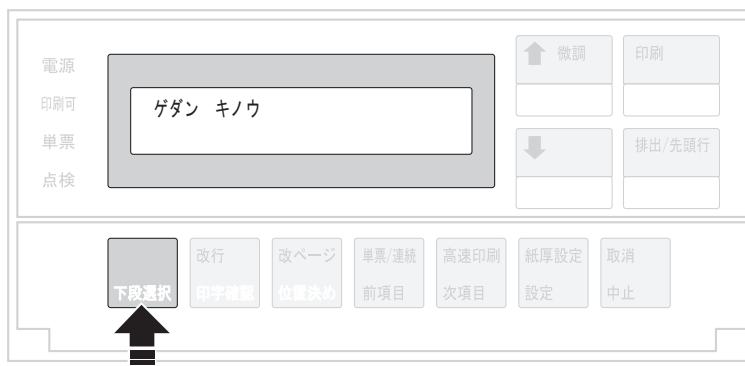 電源
印刷可
単票
点検
ゲダン キノウ
微調
印刷
排出/先頭行
下段選択
改行
印字確認
改ページ
位置決め
単票/連続
前項目
高速印刷
次項目
紙厚設定
設定
取消
中止